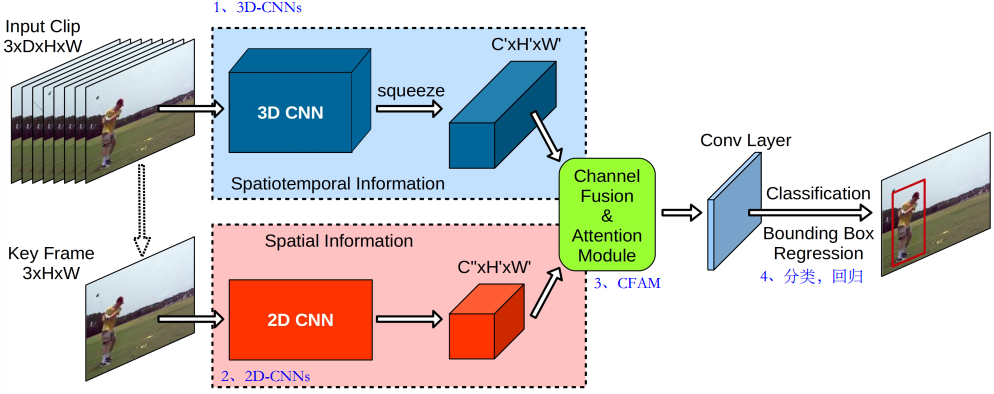 1、3D-CNNs
Input Clip
3xDxHxW
3D CNN
squeeze
C'xH'xW'
Spatiotemporal Information
Key Frame
3xHxW
Spatial Information
2D CNN
C''xH'xW'
2、2D-CNNs
Channel
Fusion
&
Attention
Module
3、CFAM
Conv Layer
Classification
Bounding Box
Regression
4、分类，回归